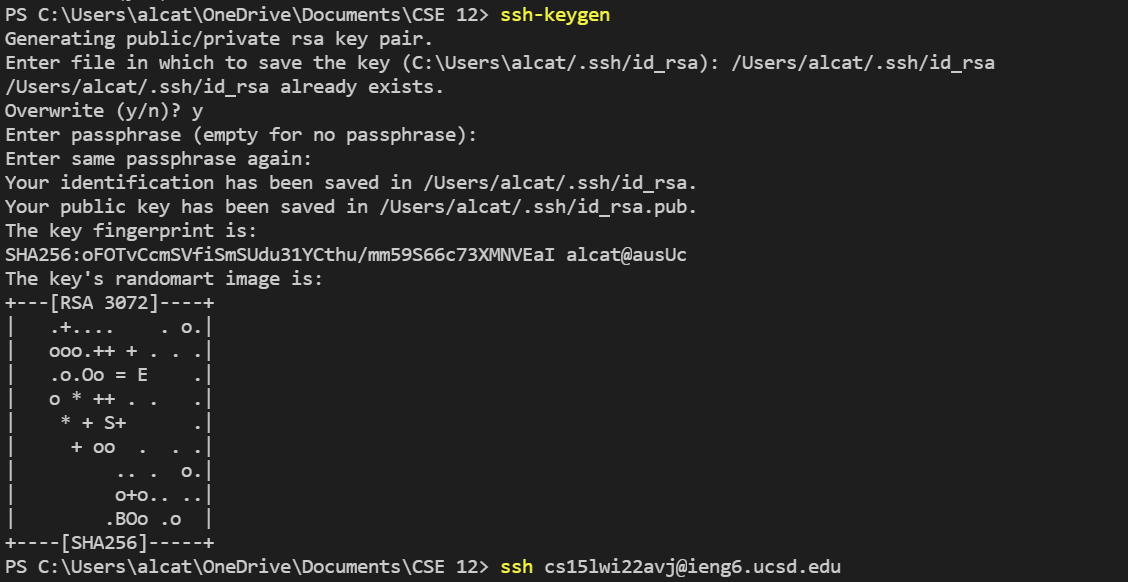 PS C:\Users\alcat\OneDrive\Documents\CSE 12> ssh-keygen
Generating public/private rsa key pair.
Enter file in which to save the key (C:\Users\alcat/.ssh/id_rsa): /Users/alcat/.ssh/id_rsa
/Users/alcat/.ssh/id_rsa already exists.
Overwrite (y/n)? y
Enter passphrase (empty for no passphrase):
Enter same passphrase again:
Your identification has been saved in /Users/alcat/.ssh/id_rsa.
Your public key has been saved in /Users/alcat/.ssh/id_rsa.pub.
The key fingerprint is:
SHA256:oFOTvCcmSVfiSmSUdu31YCthu/mm59S66c73XMNVEaI alcat@ausUc
The key's randomart image is:
+---[RSA 3072]----+
|   .+....    . o.|
|   ooo.++ + . . .|
|   .o.Oo = E    .|
|   o * ++ . .   .|
|    * + S+      .|
|     + oo  .  . .|
|         .. .  o.|
|         o+o.. ..|
|        .BOo .o  |
+----[SHA256]-----+
PS C:\Users\alcat\OneDrive\Documents\CSE 12> ssh cs15lwi22avj@ieng6.ucsd.edu